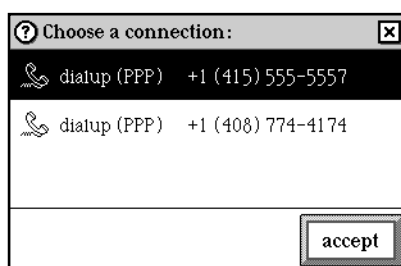 ? Choose a connection:
dialup (PPP) +1 (415) 555-5557
dialup (PPP) +1 (408) 774-4174
accept